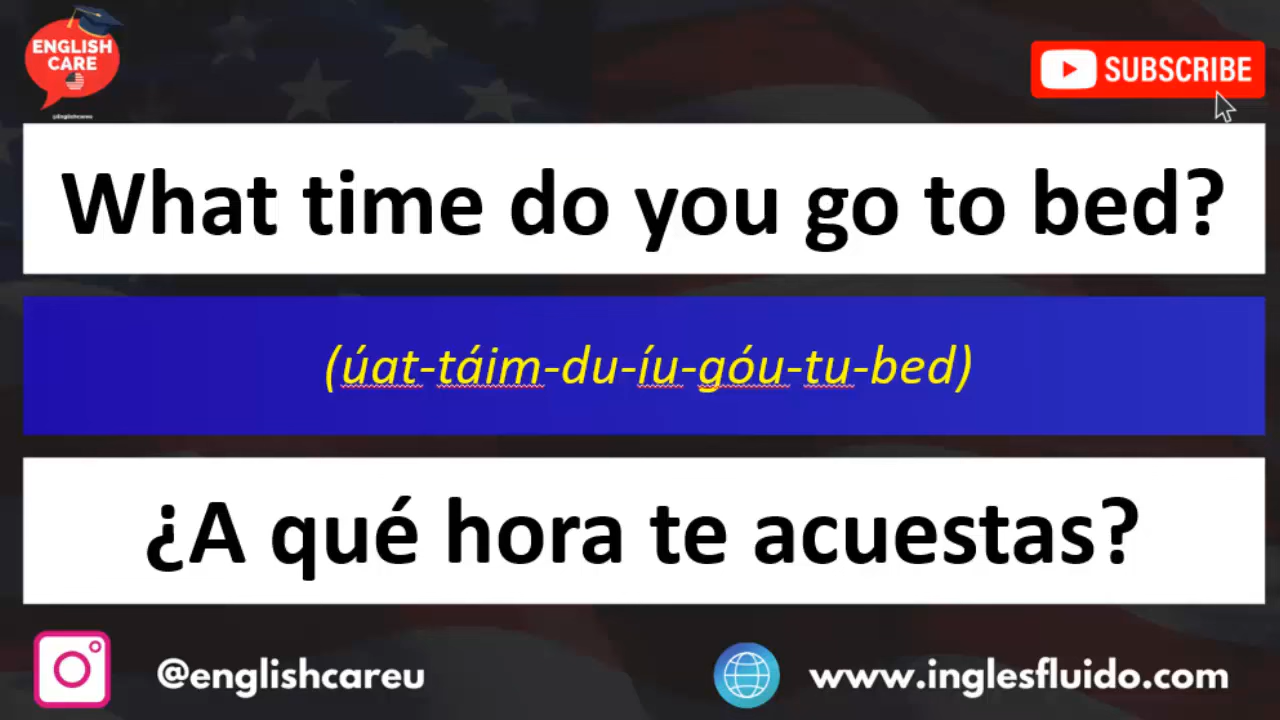 ENGLISH
CARE
@Englishcareu
SUBSCRIBE
What time do you go to bed?
(úat-táim-du-íu-góu-tu-bed)
¿A qué hora te acuestas?
@englishcareu
www.inglesfluido.com